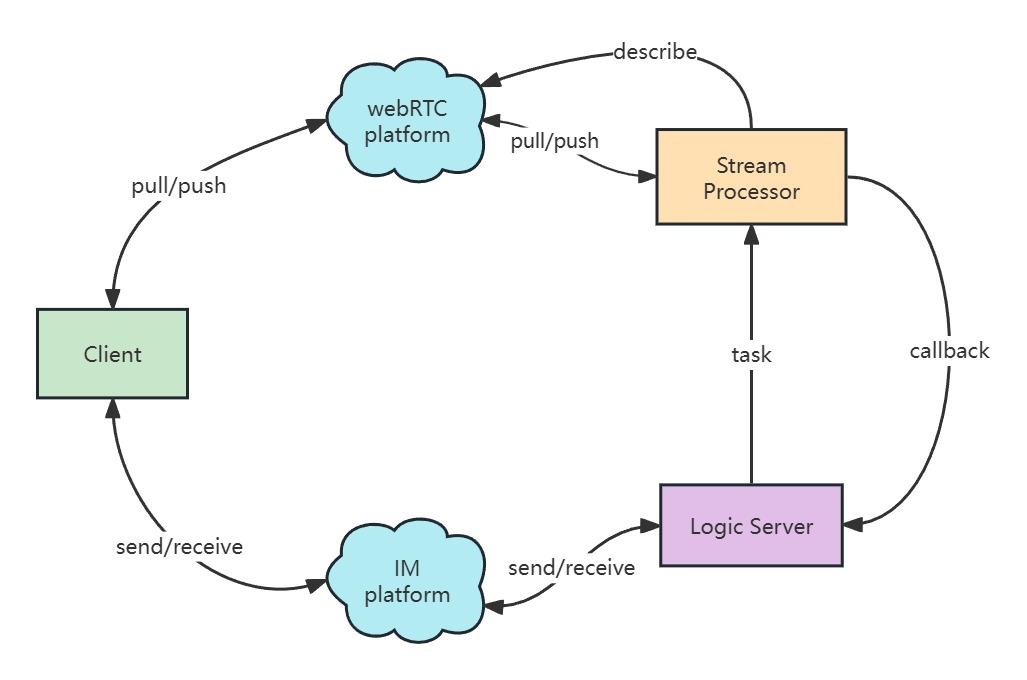 describe
webRTC
platform
pull/push
Stream
Processor
pull/push
Client
task
callback
Logic Server
send/receive
IM
platform
send/receive